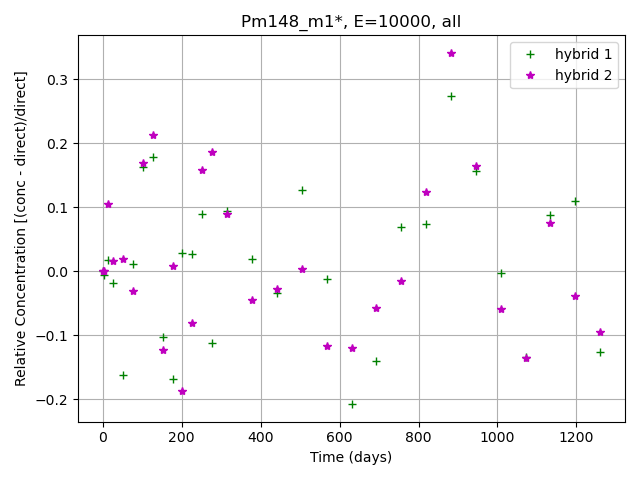 Pm148_m1*, E=10000, all
hybrid 1
hybrid 2
Relative Concentration [(conc - direct)/direct]
0.3
0.2
0.1
0.0
−0.1
−0.2
0 200 400 600 800 1000 1200
Time (days)